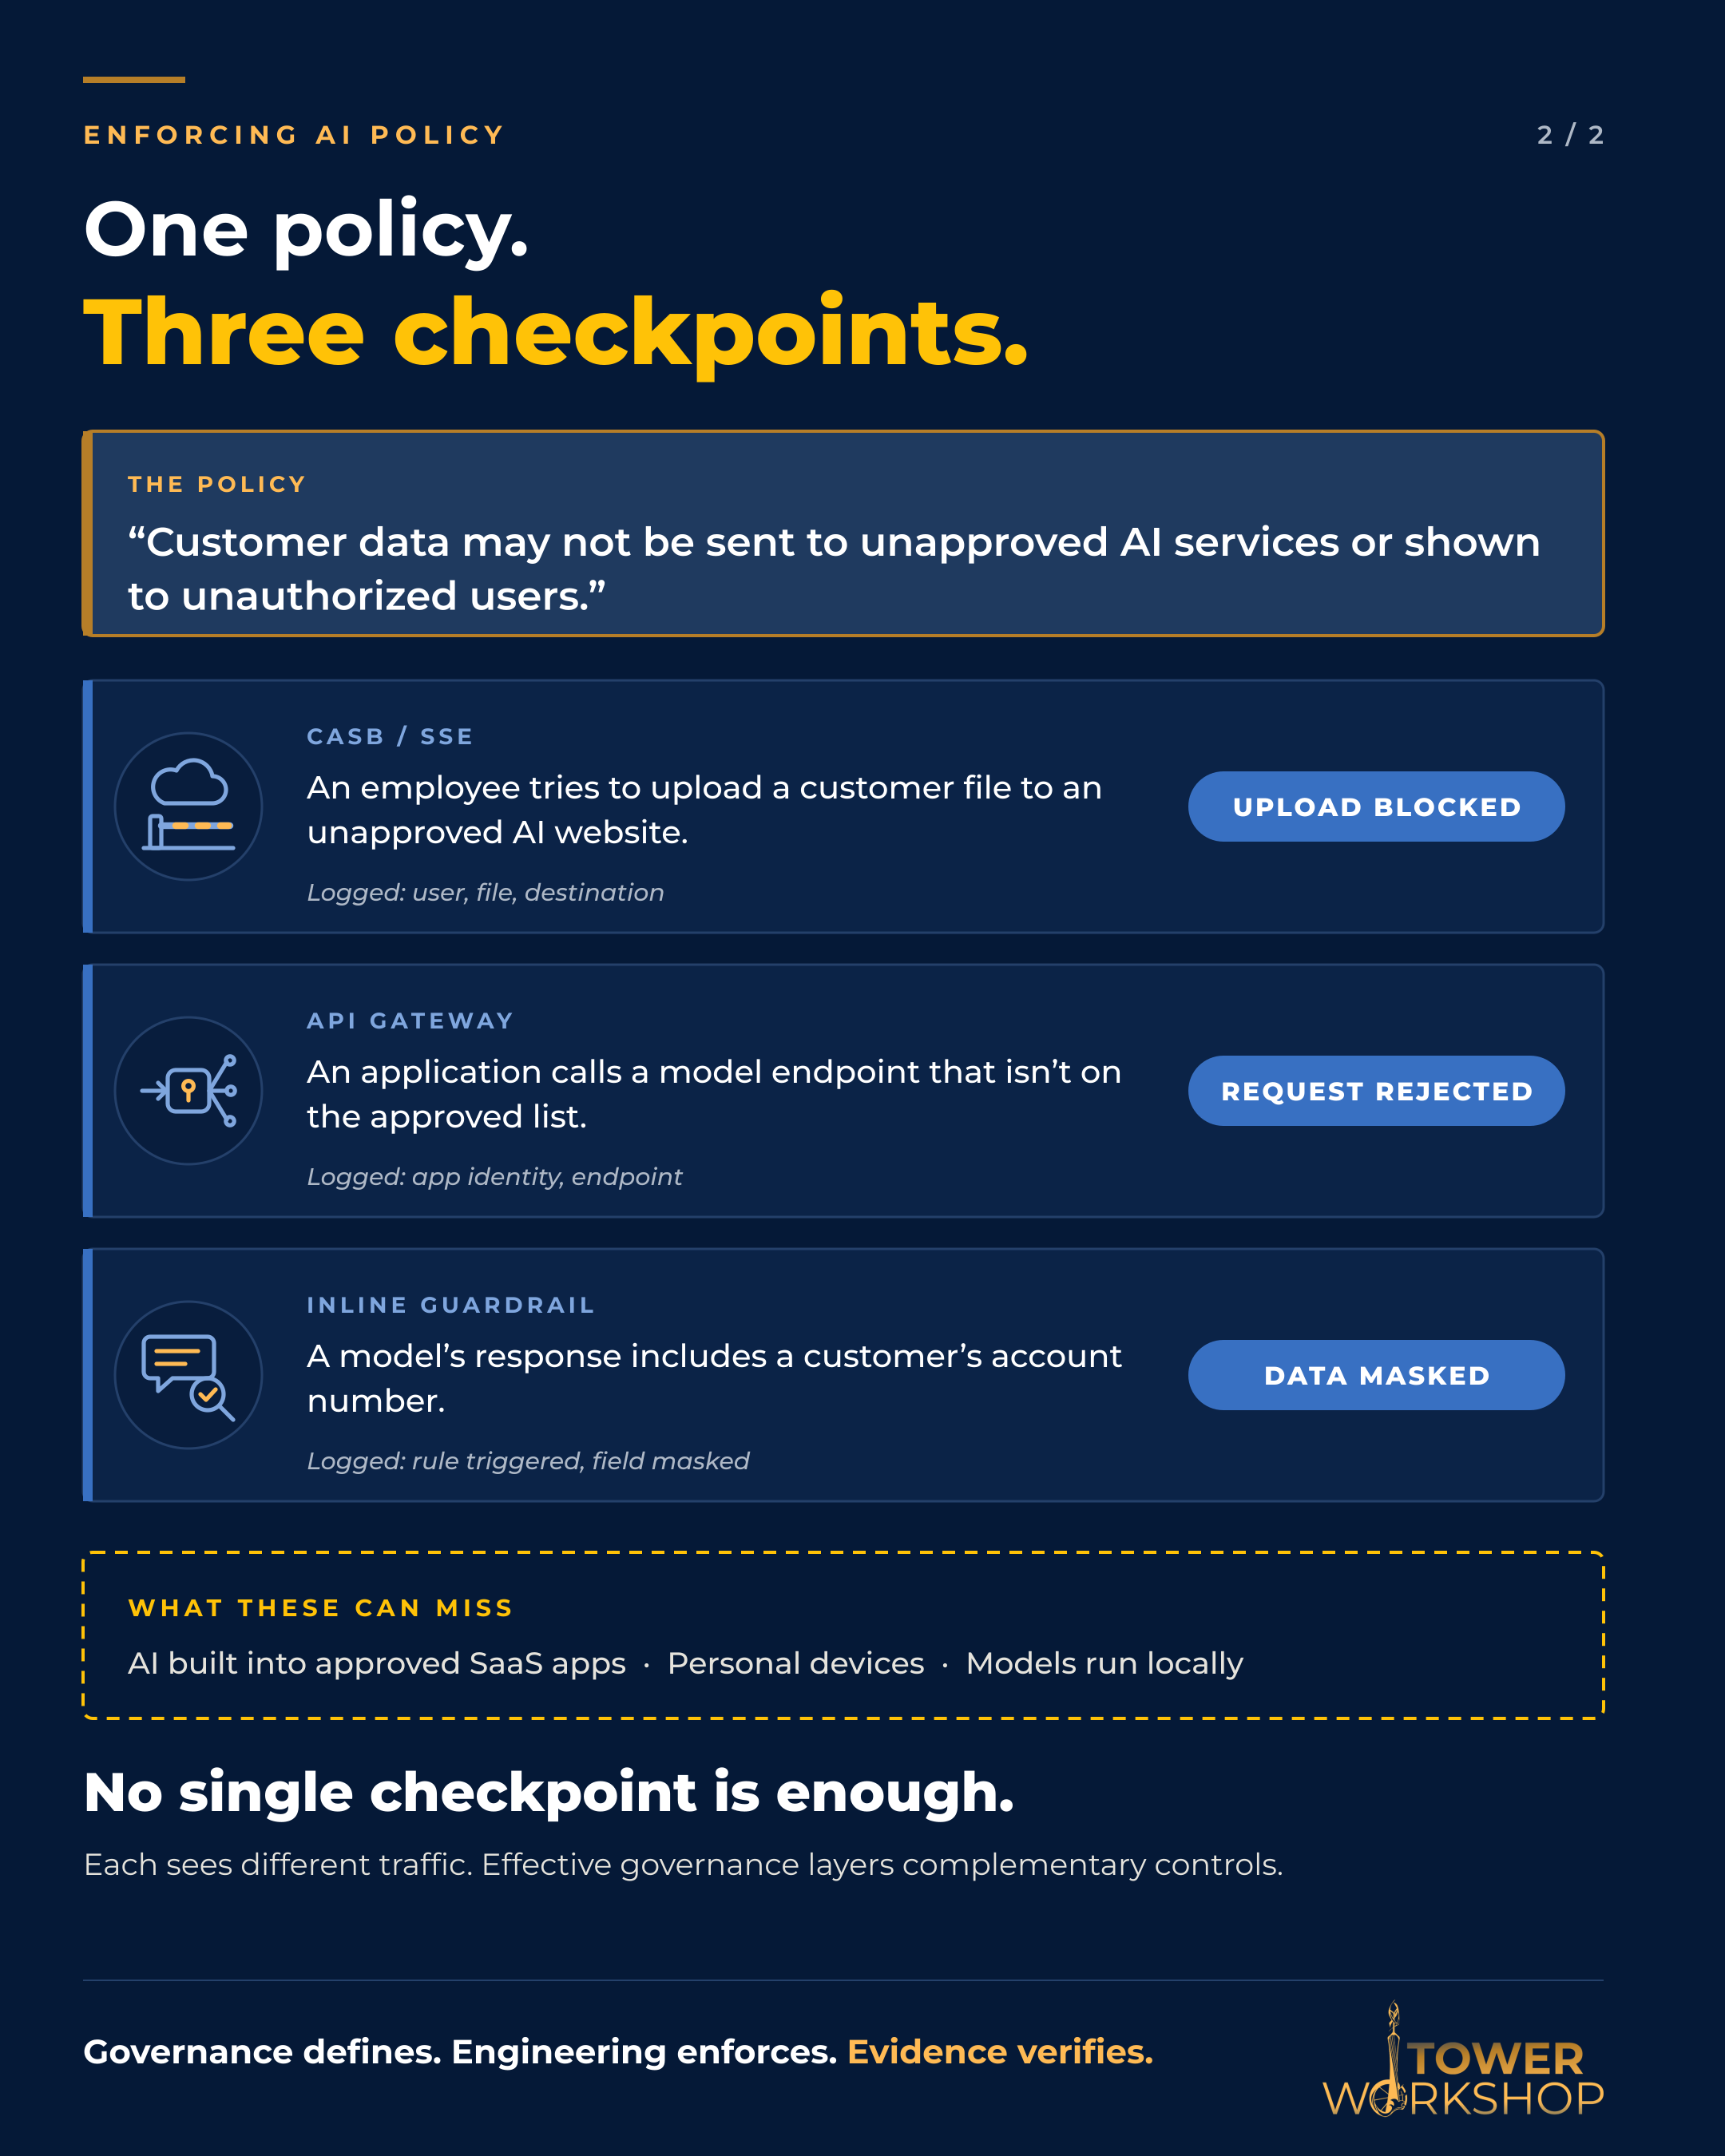 ENFORCING AI POLICY
2 / 2
One policy.
Three checkpoints.
THE POLICY
“Customer data may not be sent to unapproved AI services or shown
to unauthorized users.”
CASB / SSE
An employee tries to upload a customer file to an
unapproved AI website.
Logged: user, file, destination
UPLOAD BLOCKED
API GATEWAY
An application calls a model endpoint that isn’t on
the approved list.
Logged: app identity, endpoint
REQUEST REJECTED
INLINE GUARDRAIL
A model’s response includes a customer’s account
number.
Logged: rule triggered, field masked
DATA MASKED
WHAT THESE CAN MISS
AI built into approved SaaS apps · Personal devices · Models run locally
No single checkpoint is enough.
Each sees different traffic. Effective governance layers complementary controls.
Governance defines. Engineering enforces. Evidence verifies.
TOWER
WORKSHOP